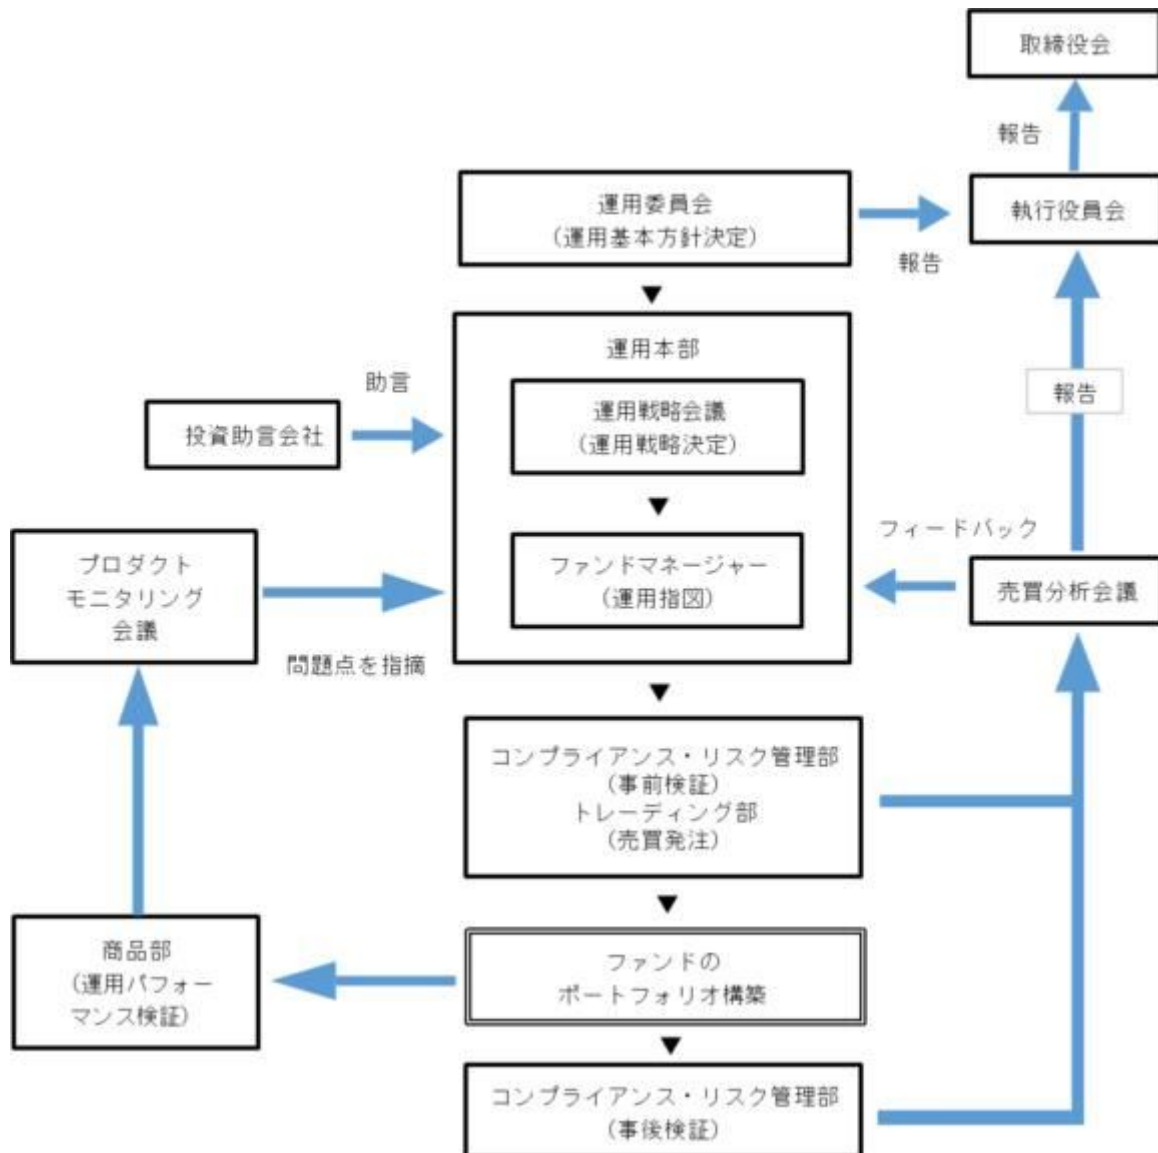 取締役会
報告
運用委員会
(運用基本方針決定)
執行役員会
報告
運用本部
助言
運用戦略会議
(運用戦略決定)
報告
投資助言会社
フィードバック
プロダクト
モニタリング
会議
ファンドマネージャー
(運用指図)
売買分析会議
問題点を指摘
コンプライアンス・リスク管理部
(事前検証)
トレーディング部
(売買発注)
商品部
(運用パフォー
マンス検証)
ファンドの
ポートフォリオ構築
コンプライアンス・リスク管理部
(事後検証)